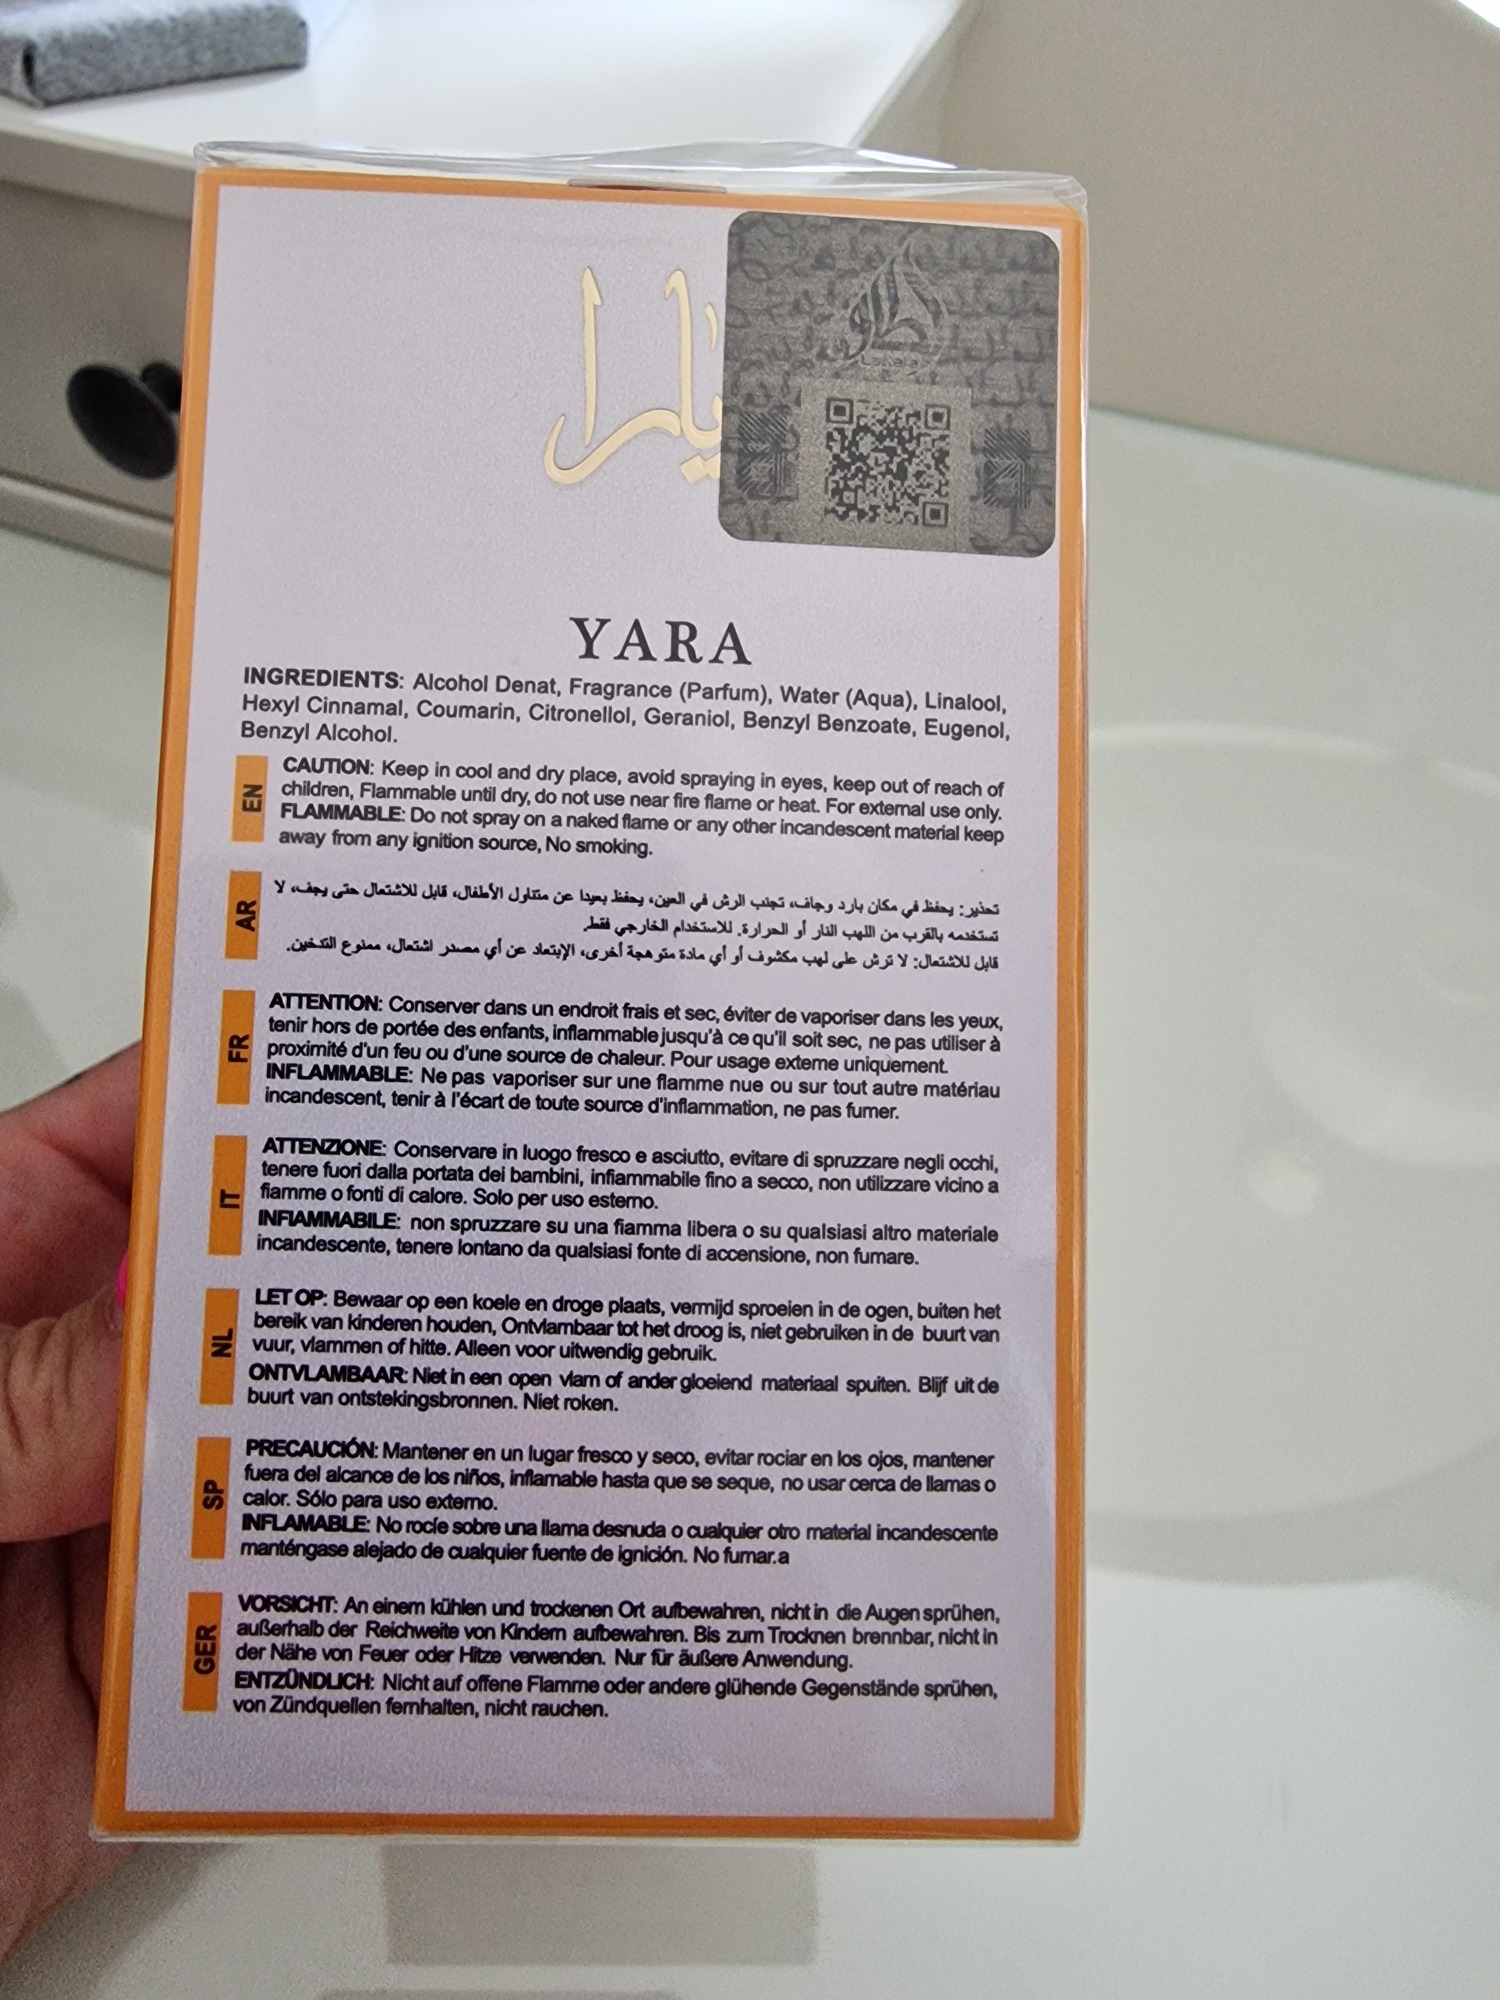 يارا
Lattafa
YARA
INGREDIENTS: Alcohol Denat, Fragrance (Parfum), Water (Aqua), Linalool,
Hexyl Cinnamal, Coumarin, Citronellol, Geraniol, Benzyl Benzoate, Eugenol,
Benzyl Alcohol.
EN
CAUTION: Keep in cool and dry place, avoid spraying in eyes, keep out of reach of
children, Flammable until dry, do not use near fire flame or heat. For external use only.
FLAMMABLE: Do not spray on a naked flame or any other incandescent material keep
away from any ignition source, No smoking.
AR
تحذير: يحفظ في مكان بارد وجاف، تجنب الرش في العين، يحفظ بعيدا عن متناول الأطفال، قابل للاشتعال حتى يجف، لا
تستخدمه بالقرب من اللهب النار أو الحرارة. للاستخدام الخارجي فقط.
قابل للاشتعال: لا ترش على لهب مكشوف أو أي مادة متوهجة أخرى، الإبتعاد عن أي مصدر اشتعال، ممنوع التدخين.
FR
ATTENTION: Conserver dans un endroit frais et sec, éviter de vaporiser dans les yeux,
tenir hors de portée des enfants, inflammable jusqu'à ce qu'il soit sec, ne pas utiliser à
proximité d'un feu ou d'une source de chaleur. Pour usage externe uniquement.
INFLAMMABLE: Ne pas vaporiser sur une flamme nue ou sur tout autre matériau
incandescent, tenir à l'écart de toute source d'inflammation, ne pas fumer.
IT
ATTENZIONE: Conservare in luogo fresco e asciutto, evitare di spruzzare negli occhi,
tenere fuori dalla portata dei bambini, infiammabile fino a secco, non utilizzare vicino a
fiamme o fonti di calore. Solo per uso esterno.
INFIAMMABILE: non spruzzare su una fiamma libera o su qualsiasi altro materiale
incandescente, tenere lontano da qualsiasi fonte di accensione, non fumare.
NL
LET OP: Bewaar op een koele en droge plaats, vermijd sproeien in de ogen, buiten het
bereik van kinderen houden, Ontvlambaar tot het droog is, niet gebruiken in de buurt van
vuur, vlammen of hitte. Alleen voor uitwendig gebruik.
ONTVLAMBAAR: Niet in een open vlam of ander gloeiend materiaal spuiten. Blijf uit de
buurt van ontstekingsbronnen. Niet roken.
SP
PRECAUCIÓN: Mantener en un lugar fresco y seco, evitar rociar en los ojos, mantener
fuera del alcance de los niños, inflamable hasta que se seque, no usar cerca de llamas o
calor. Sólo para uso externo.
INFLAMABLE: No rocíe sobre una llama desnuda o cualquier otro material incandescente
manténgase alejado de cualquier fuente de ignición. No fumar.a
GER
VORSICHT: An einem kühlen und trockenen Ort aufbewahren, nicht in die Augen sprühen,
außerhalb der Reichweite von Kindern aufbewahren. Bis zum Trocknen brennbar, nicht in
der Nähe von Feuer oder Hitze verwenden. Nur für äußere Anwendung.
ENTZÜNDLICH: Nicht auf offene Flamme oder andere glühende Gegenstände sprühen,
von Zündquellen fernhalten, nicht rauchen.